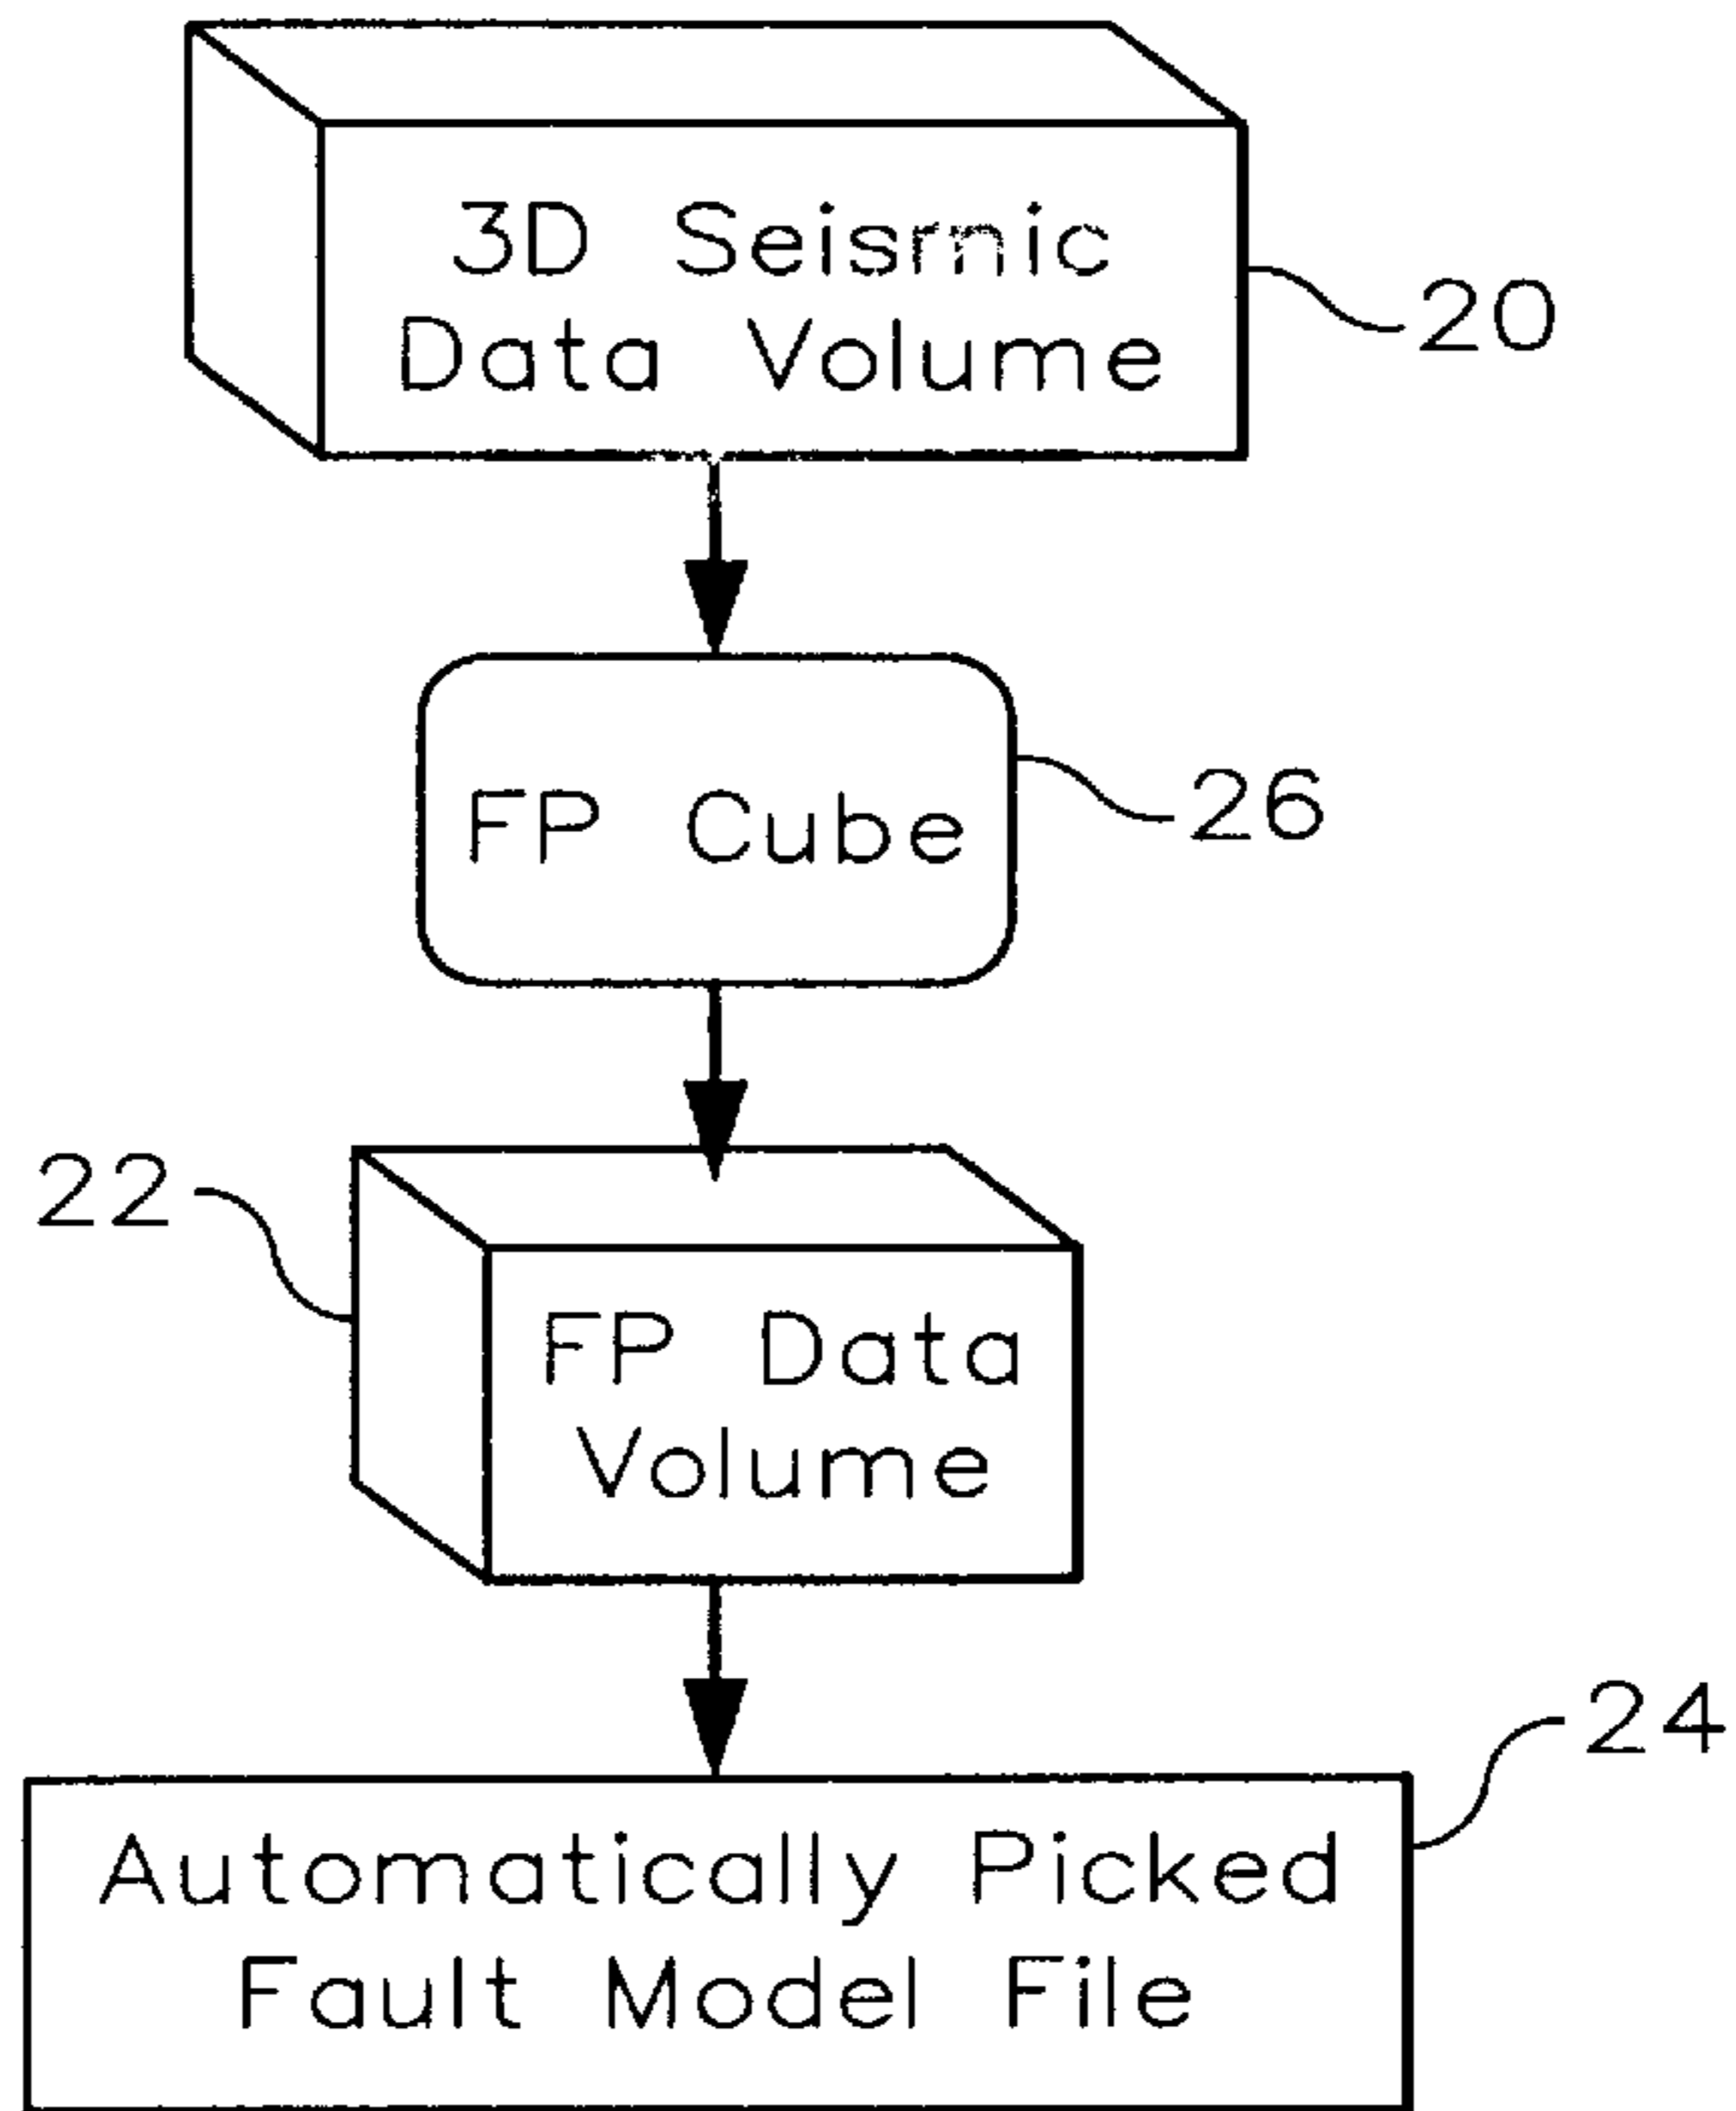 3D Seismic
Data Volume
20
FP Cube
26
22
FP Data
Volume
24
Automatically Picked
Fault Model File